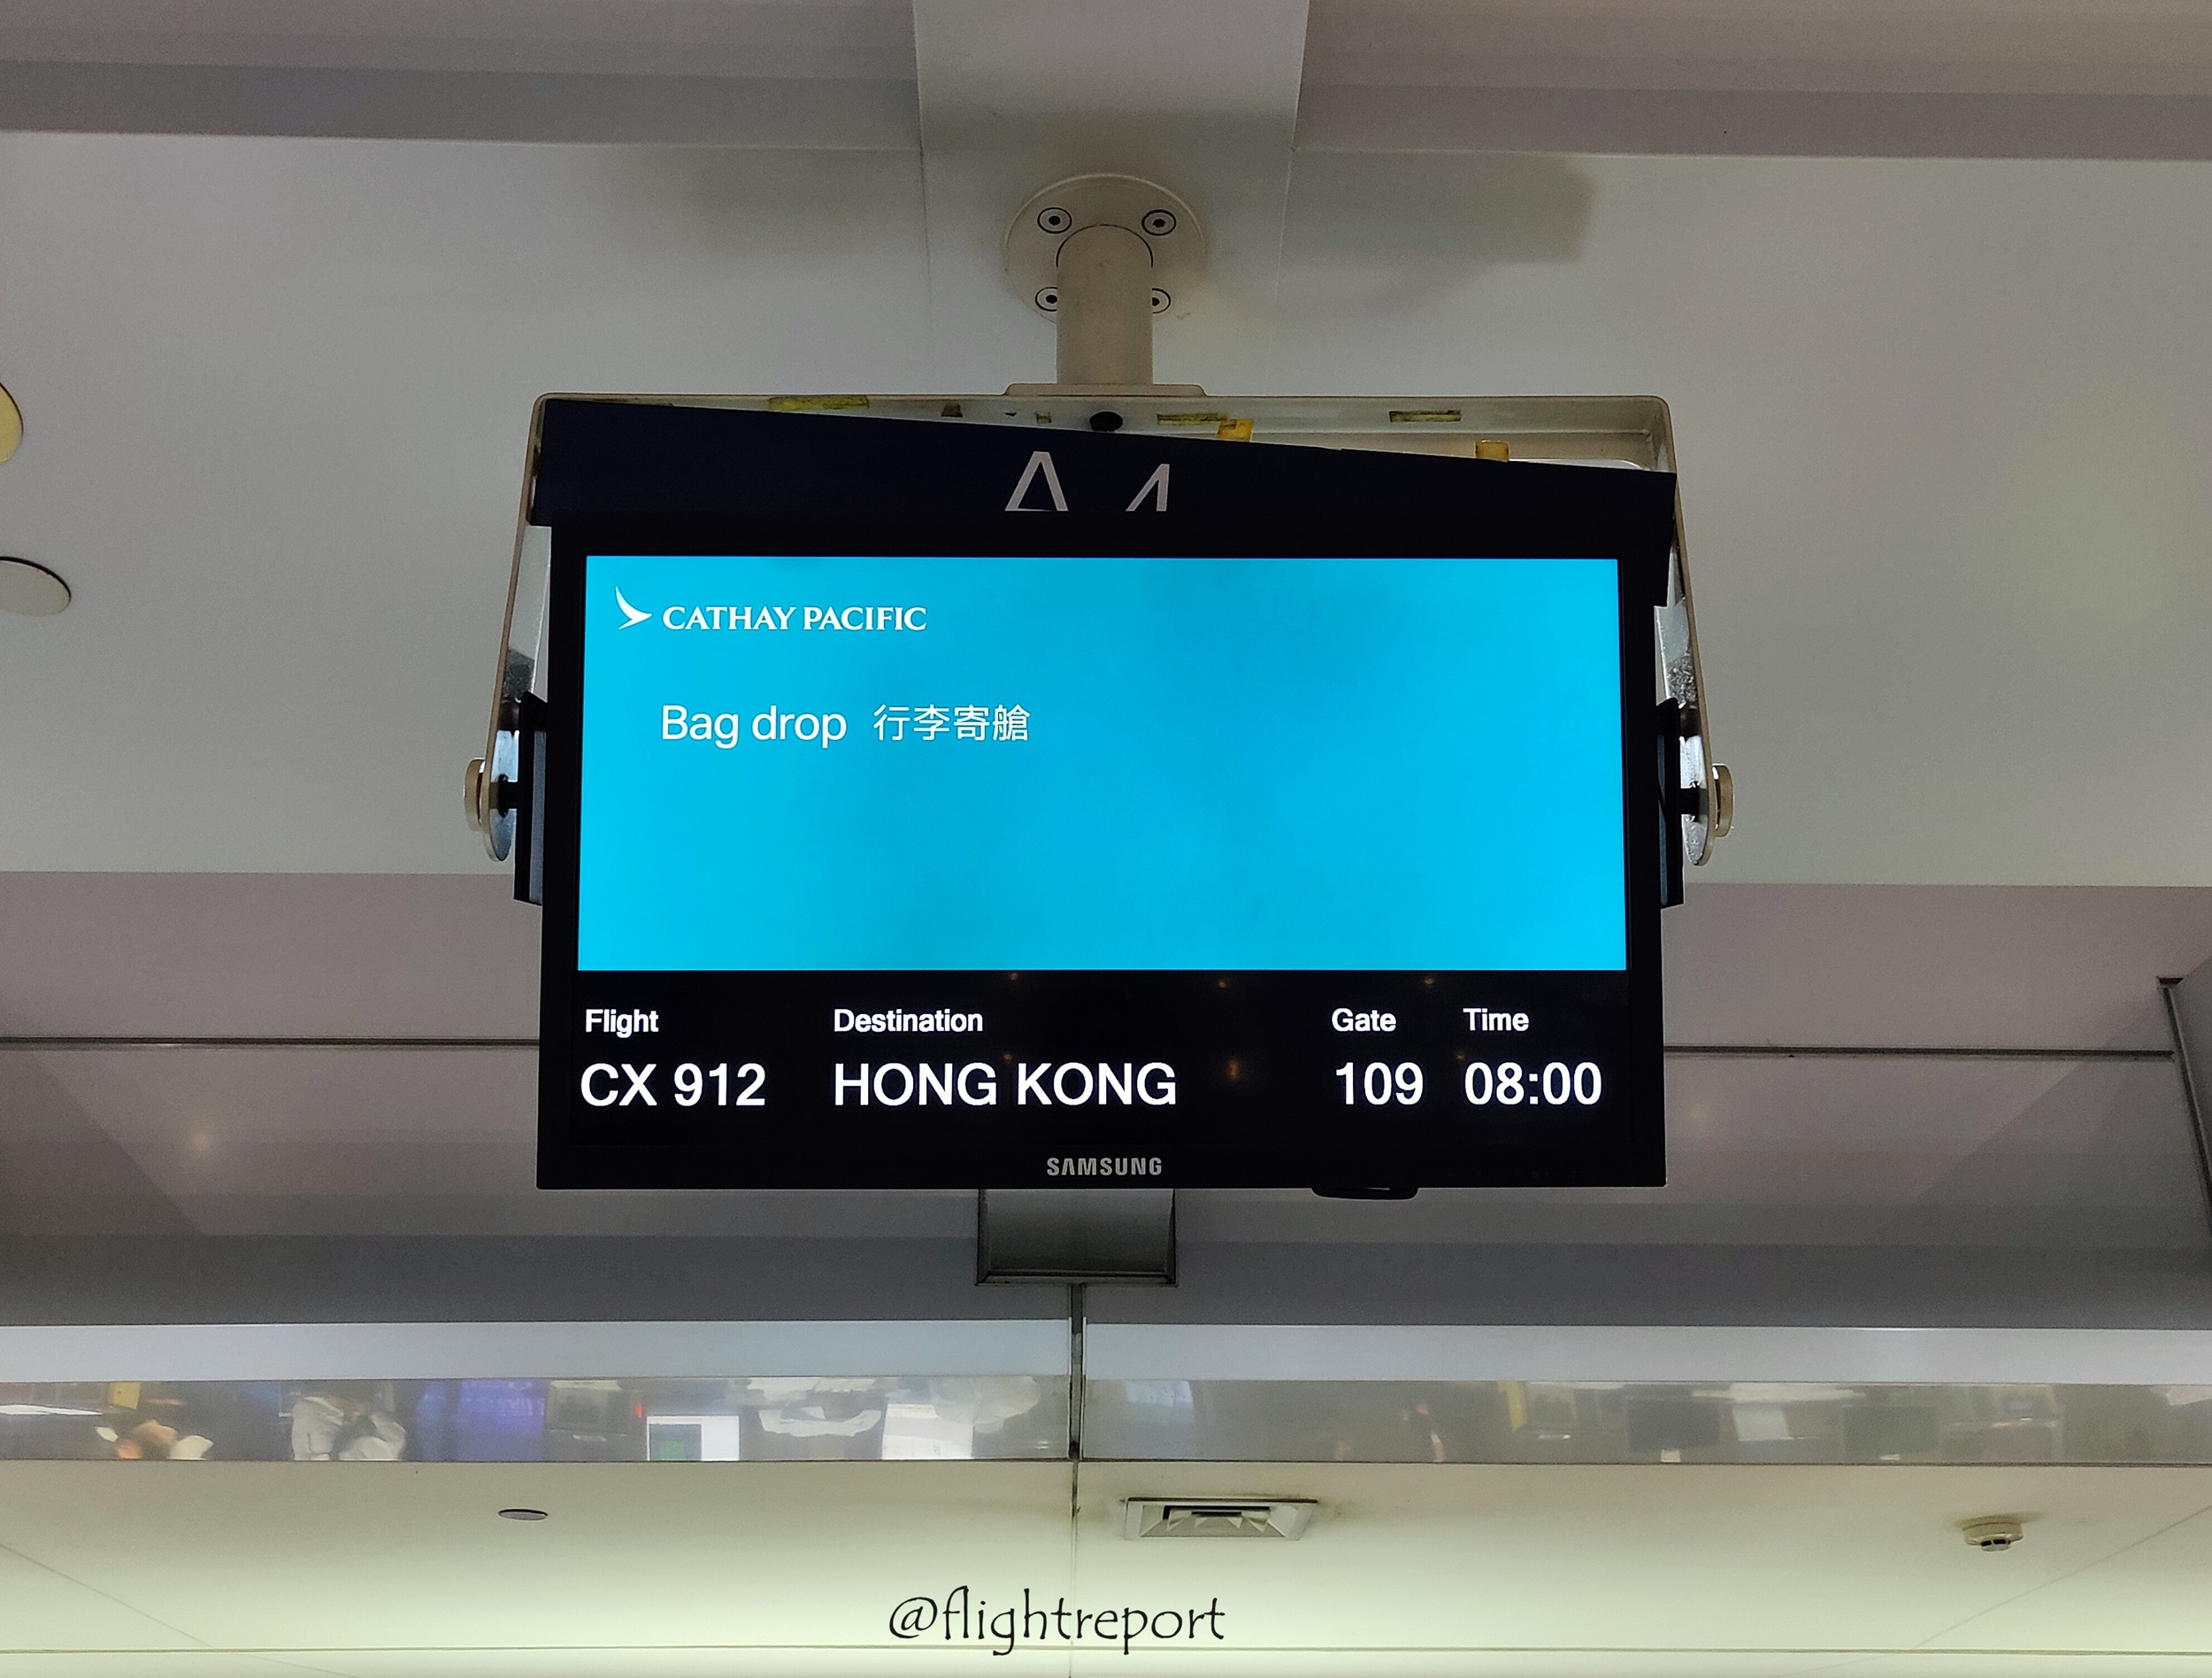 CATHAY PACIFIC
Bag drop 行李寄艙
Flight Destination Gate Time
CX 912 HONG KONG 109 08:00
SAMSUNG
@flightreport